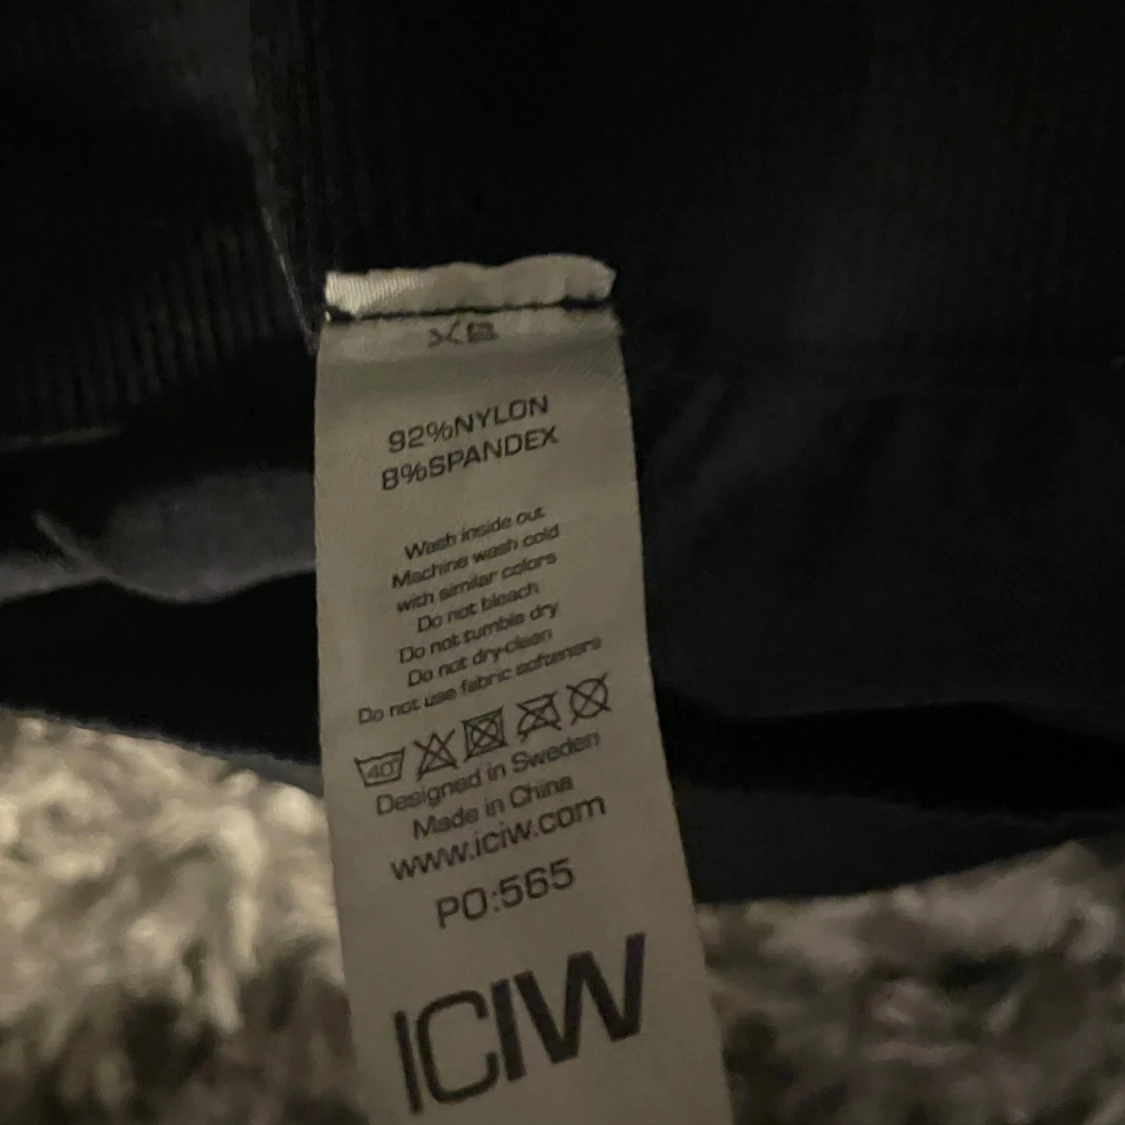 XS
92%NYLON
8%SPANDEX
Wash inside out
Machine wash cold
with similar colors
Do not bleach
Do not tumble dry
Do not dry-clean
Do not use fabric softeners
40°
Designed in Sweden
Made in China
www.iciw.com
PO:565
ICIW